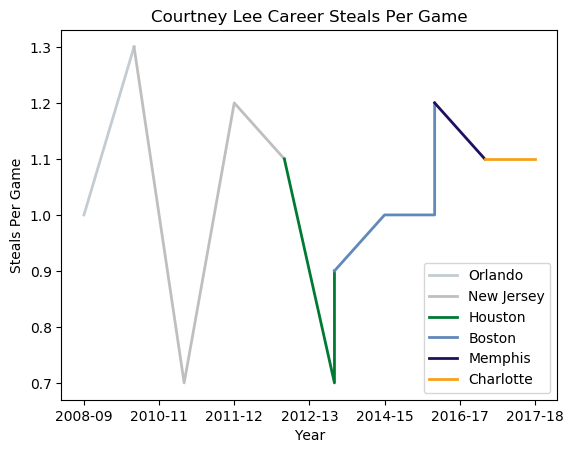 Courtney Lee Career Steals Per Game
1.3
1.2
1.1
1.0
0.9
0.8
0.7
Steals Per Game
2008-09 2010-11 2011-12 2012-13 2014-15 2016-17 2017-18
Year
Orlando
New Jersey
Houston
Boston
Memphis
Charlotte